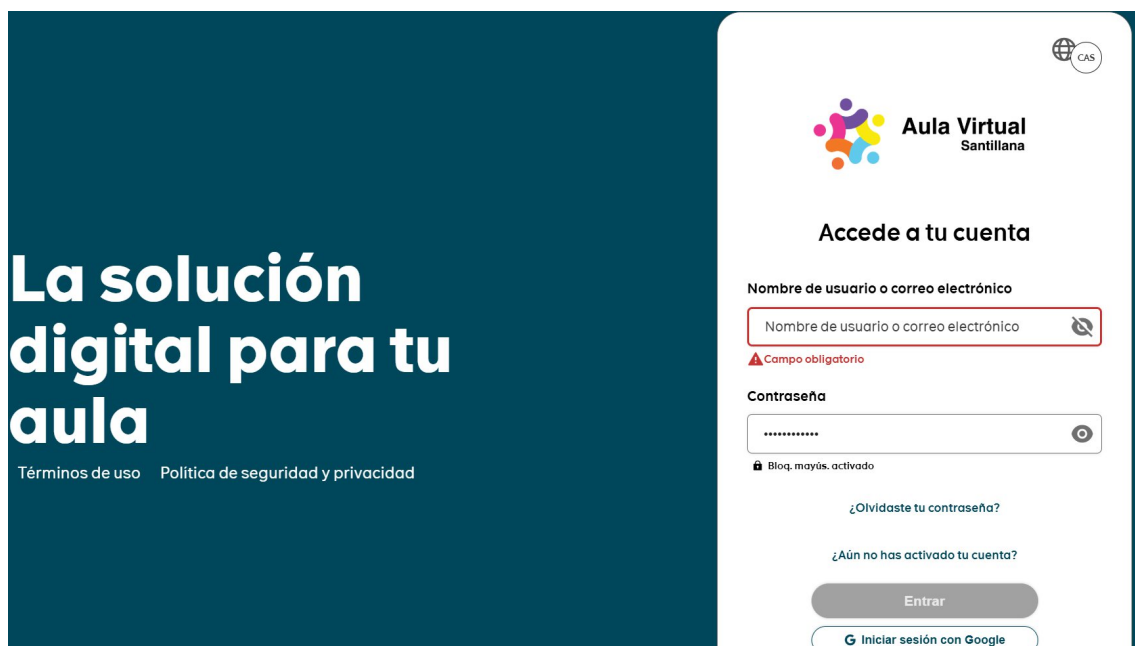 La solución
digital para tu
aula
Términos de uso Política de seguridad y privacidad
CAS
Aula Virtual
Santillana
Accede a tu cuenta
Nombre de usuario o correo electrónico
Nombre de usuario o correo electrónico
Campo obligatorio
Contraseña
••••••••••••
Bloq. mayús. activado
¿Olvidaste tu contraseña?
¿Aún no has activado tu cuenta?
Entrar
G Iniciar sesión con Google